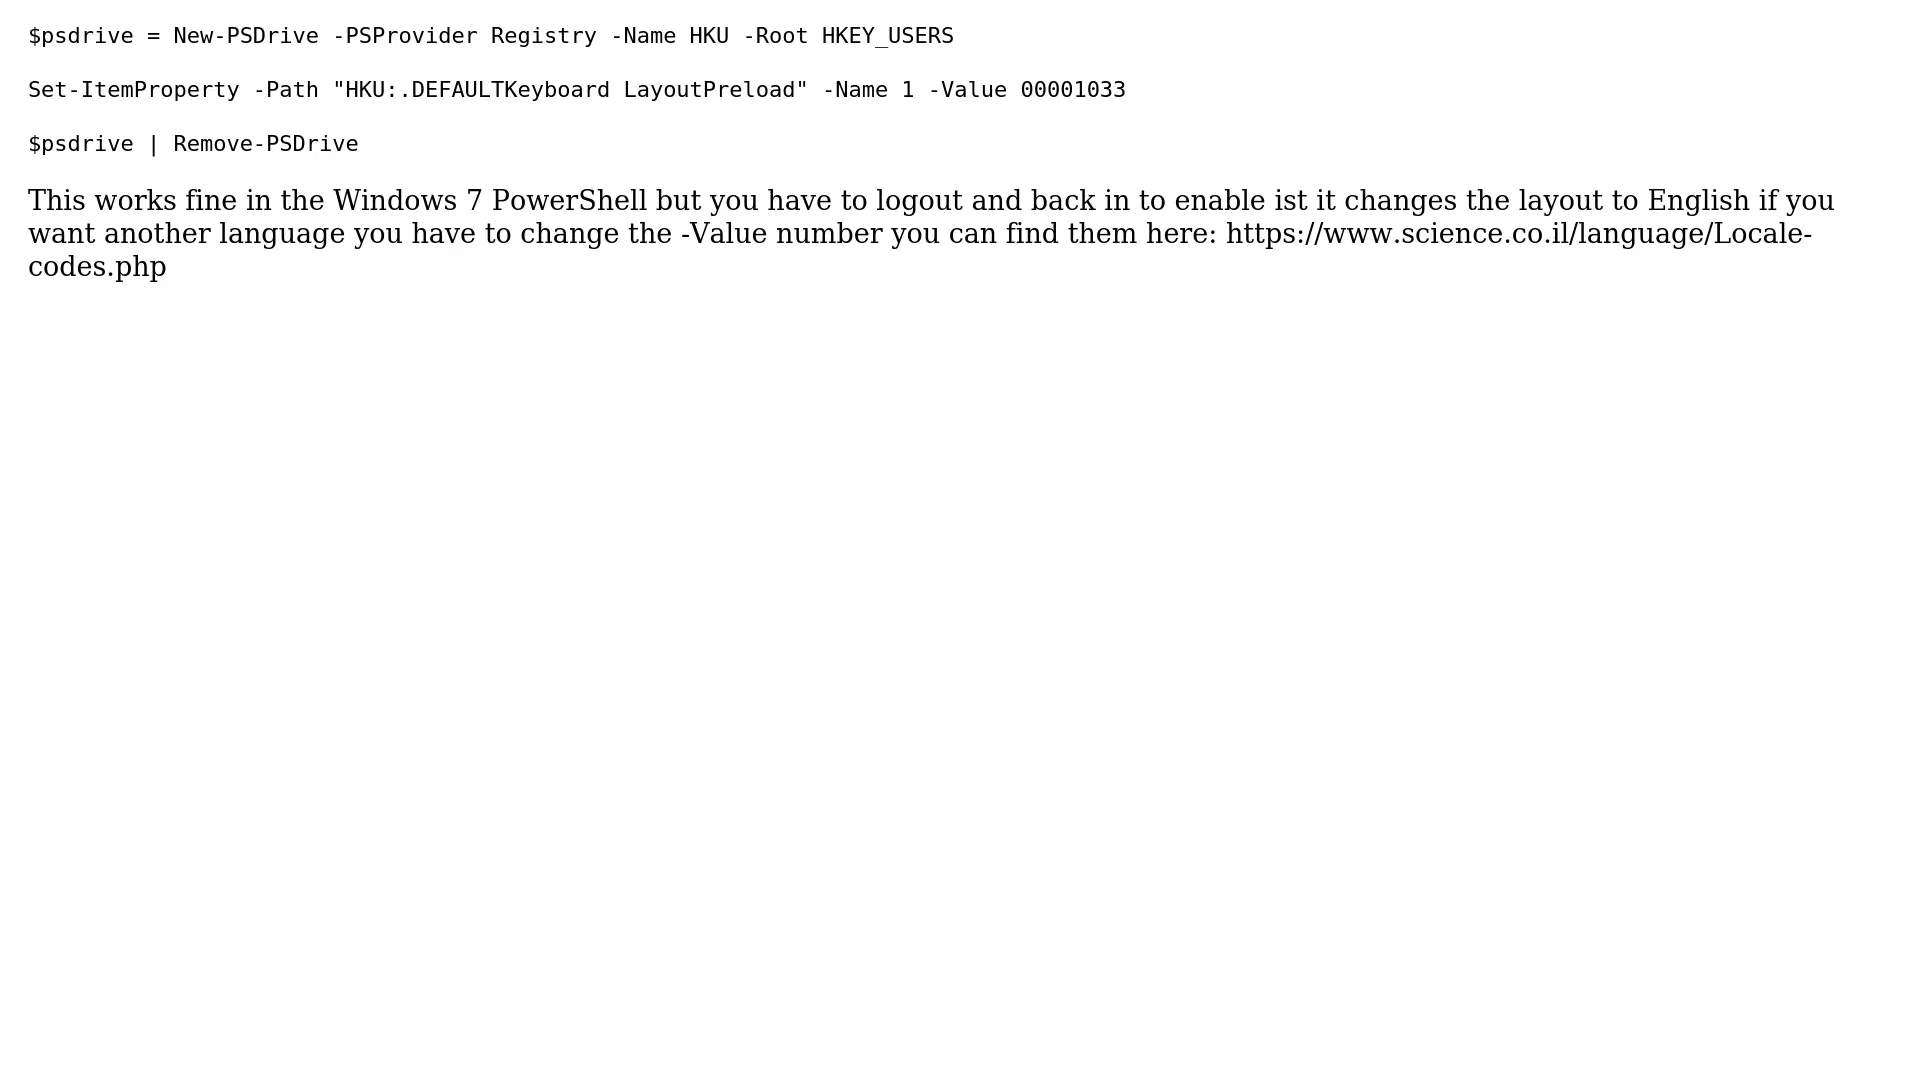 $psdrive = New-PSDrive -PSProvider Registry -Name HKU -Root HKEY_USERS
Set-ItemProperty -Path "HKU:.DEFAULTKeyboard LayoutPreload" -Name 1 -Value 00001033
$psdrive | Remove-PSDrive
This works fine in the Windows 7 PowerShell but you have to logout and back in to enable ist it changes the layout to English if you
want another language you have to change the -Value number you can find them here: https://www.science.co.il/language/Locale-
codes.php